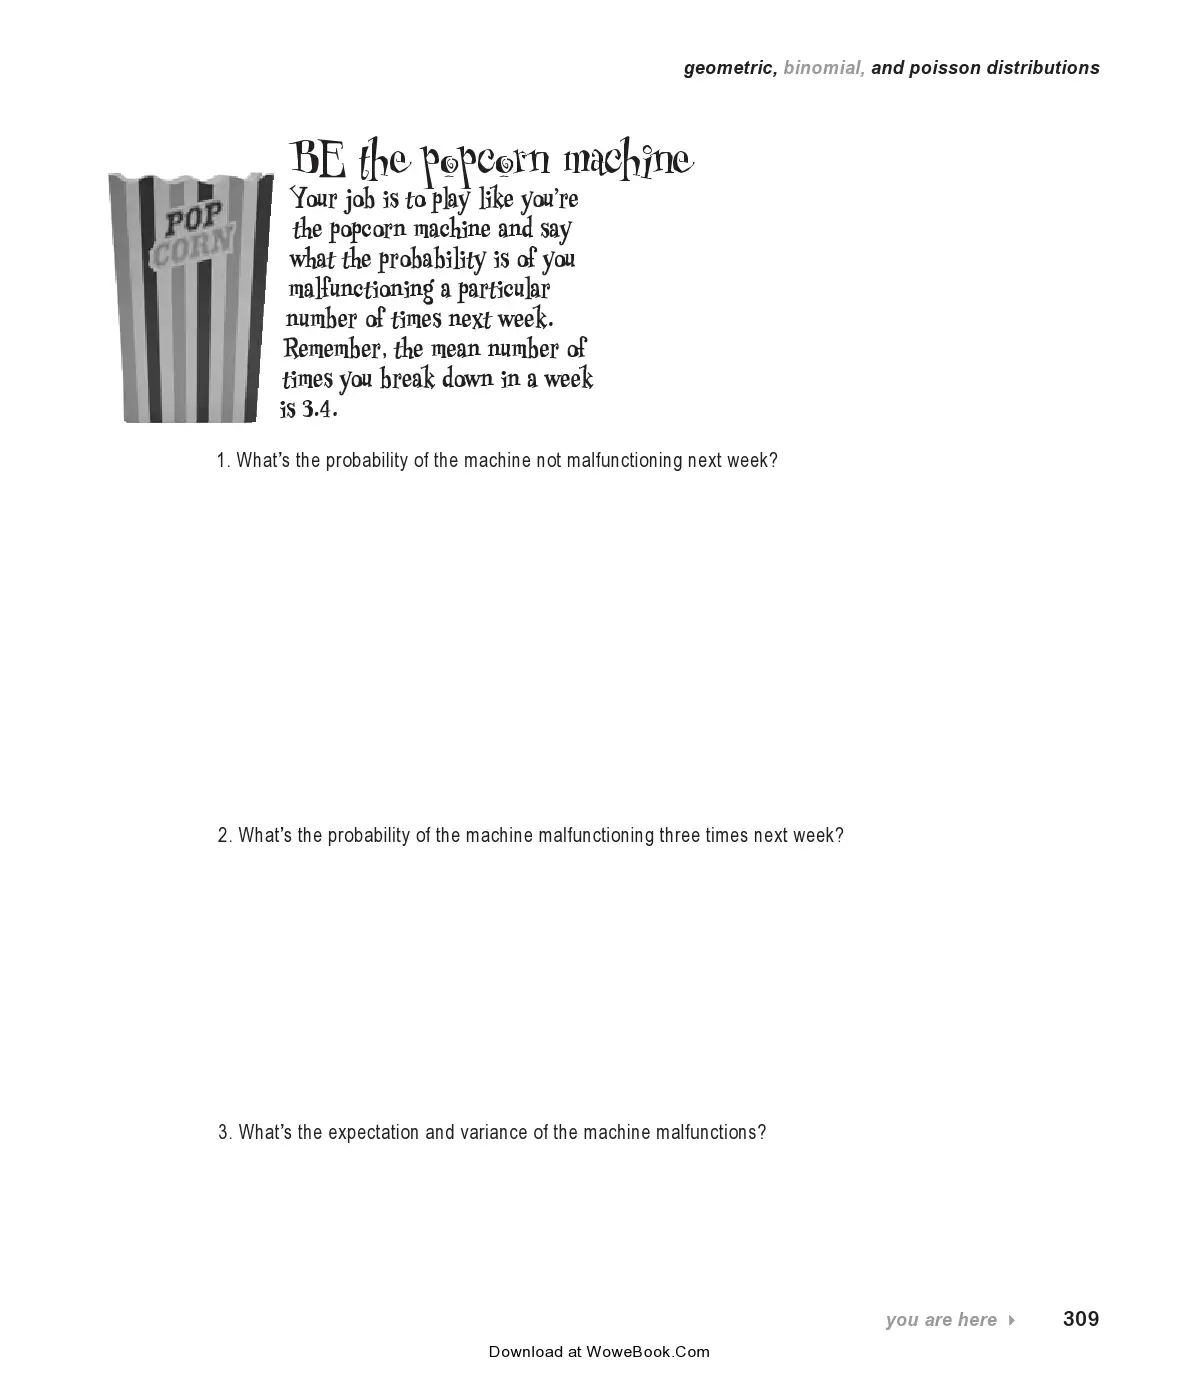 geometric, binomial, and poisson distributions
BE the popcorn machine
Your job is to play like you're
the popcorn machine and say
what the probability is of you
malfunctioning a particular
number of times next week.
Remember, the mean number of
times you break down in a week
is 3.4.
POP
CORN
1. What's the probability of the machine not malfunctioning next week?
2. What's the probability of the machine malfunctioning three times next week?
3. What's the expectation and variance of the machine malfunctions?
you are here 309
Download at WoweBook.Com